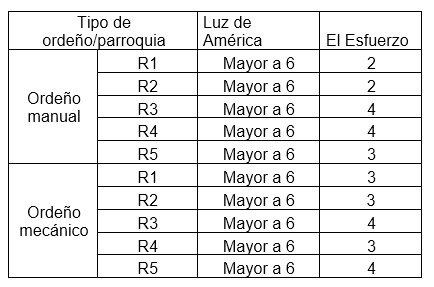 Tipo de ordeño/parroquia Luz de América El Esfuerzo
Ordeño manual R1 Mayor a 6 2
R2 Mayor a 6 2
R3 Mayor a 6 4
R4 Mayor a 6 4
R5 Mayor a 6 3
Ordeño mecánico R1 Mayor a 6 3
R2 Mayor a 6 3
R3 Mayor a 6 4
R4 Mayor a 6 3
R5 Mayor a 6 4